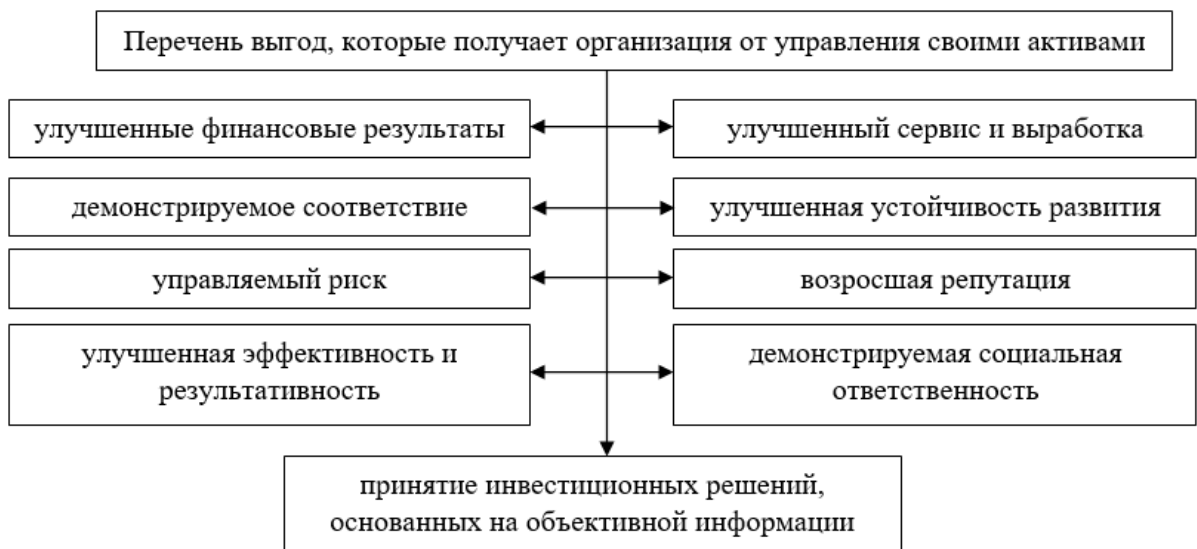 Перечень выгод, которые получает организация от управления своими активами
улучшенные финансовые результаты
улучшенный сервис и выработка
демонстрируемое соответствие
улучшенная устойчивость развития
управляемый риск
возросшая репутация
улучшенная эффективность и
результативность
демонстрируемая социальная
ответственность
принятие инвестиционных решений,
основанных на объективной информации